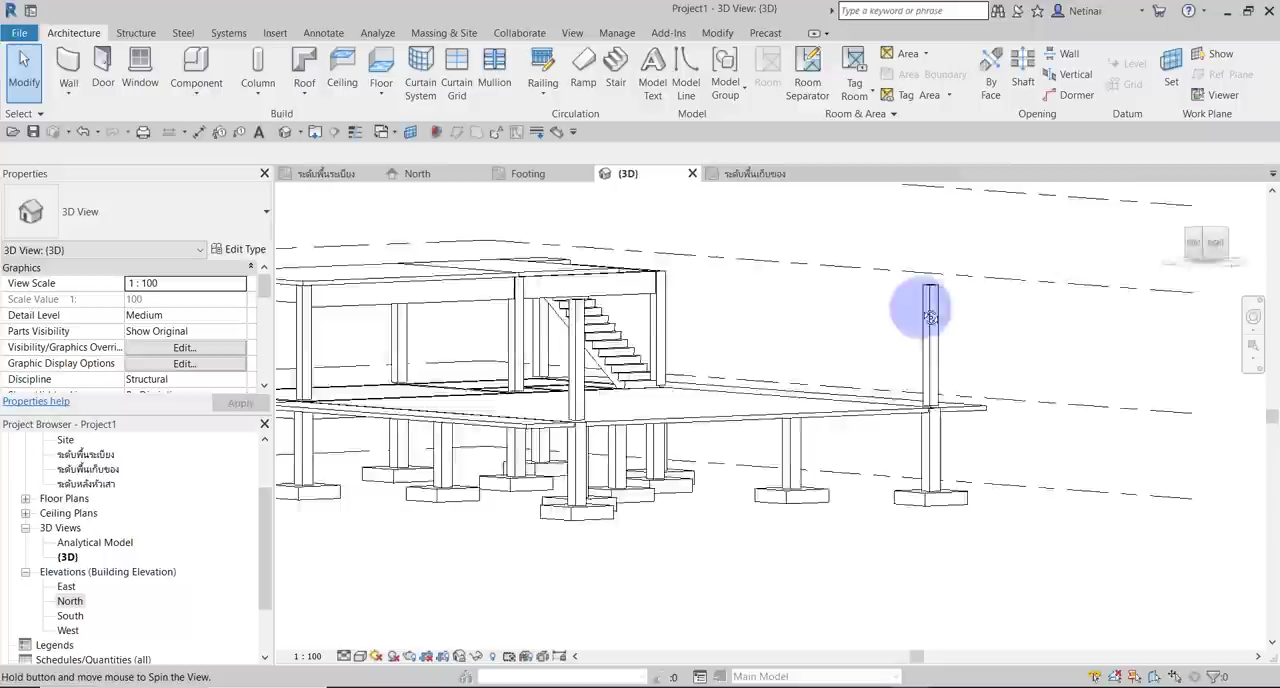 Project1 - 3D View: {3D}
Type a keyword or phrase
Netinai
File Architecture Structure Steel Systems Insert Annotate Analyze Massing & Site Collaborate View Manage Add-Ins Modify Precast
Modify Wall Door Window Component Column Roof Ceiling Floor Curtain System Curtain Grid Mullion Railing Ramp Stair Model Text Model Line Model Group Room Room Separator Tag Room
Area
Area Boundary
Tag Area
By Face Shaft
Wall
Vertical
Dormer
Level
Grid
Set
Show
Ref Plane
Viewer
Select Build Circulation Model Room & Area Opening Datum Work Plane
Properties
ระดับพื้นระเบียง North Footing {3D} ระดับพื้นเก็บของ
3D View
3D View: {3D} Edit Type
Graphics
View Scale 1 : 100
Scale Value 1: 100
Detail Level Medium
Parts Visibility Show Original
Visibility/Graphics Overri... Edit...
Graphic Display Options Edit...
Discipline Structural
Properties help Apply
Project Browser - Project1
Site
ระดับพื้นระเบียง
ระดับพื้นเก็บของ
ระดับหลังหัวเสา
Floor Plans
Ceiling Plans
3D Views
Analytical Model
{3D}
Elevations (Building Elevation)
East
North
South
West
Legends
Schedules/Quantities (all)
RIGHT
1 : 100
Hold button and move mouse to Spin the View.
:0
Main Model
:0